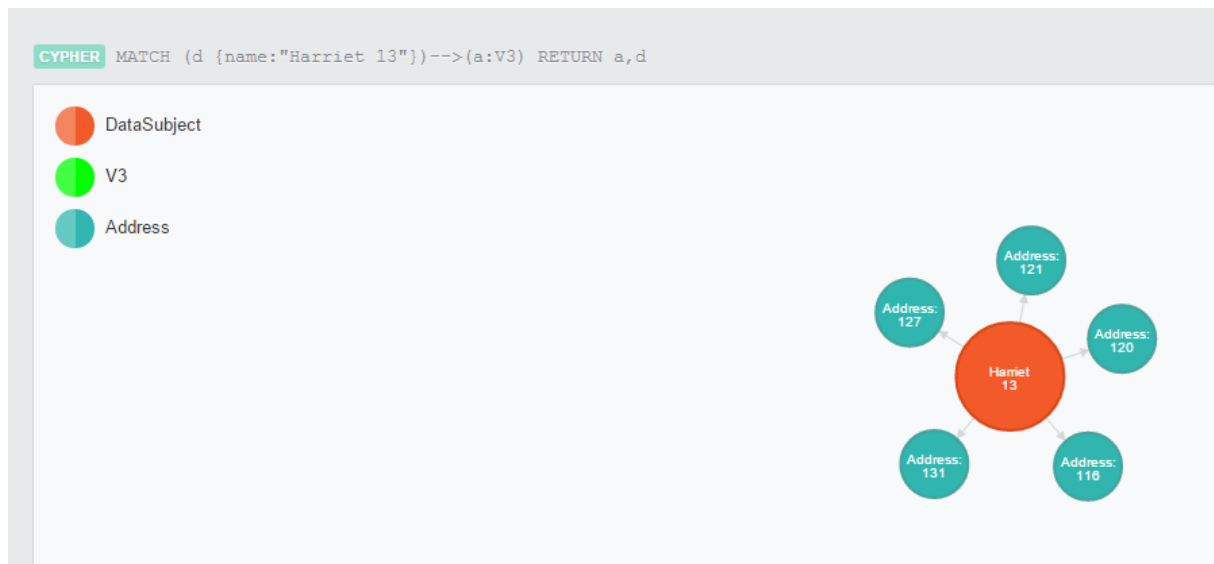 CYPHER MATCH (d {name:"Harriet 13"})-->(a:V3) RETURN a,d
DataSubject
V3
Address
Address:
121
Address:
127
Address:
120
Harriet
13
Address:
131
Address:
116